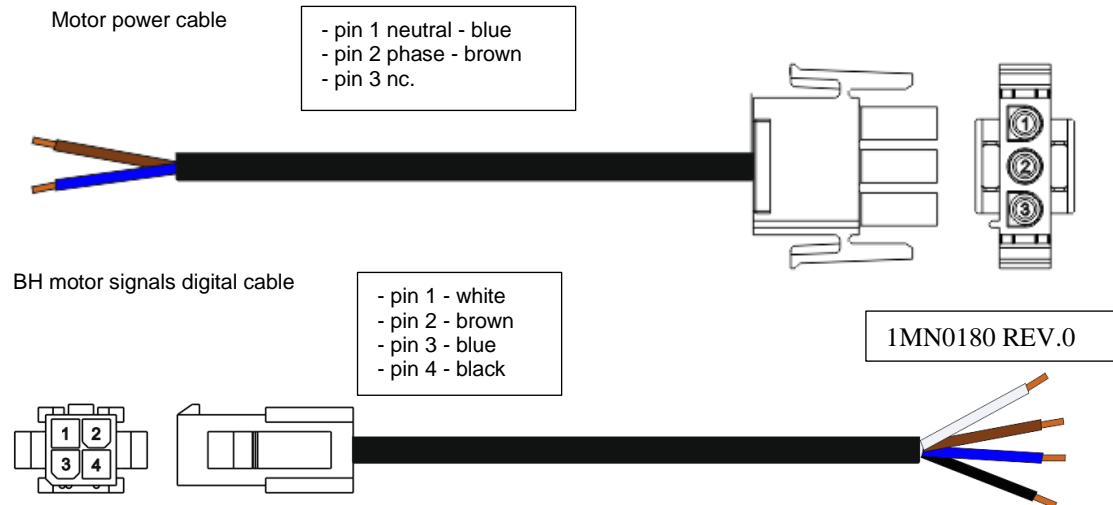 Motor power cable
- pin 1 neutral - blue
- pin 2 phase - brown
- pin 3 nc.
1
2
3
BH motor signals digital cable
- pin 1 - white
- pin 2 - brown
- pin 3 - blue
- pin 4 - black
1MN0180 REV.0
1 2
3 4